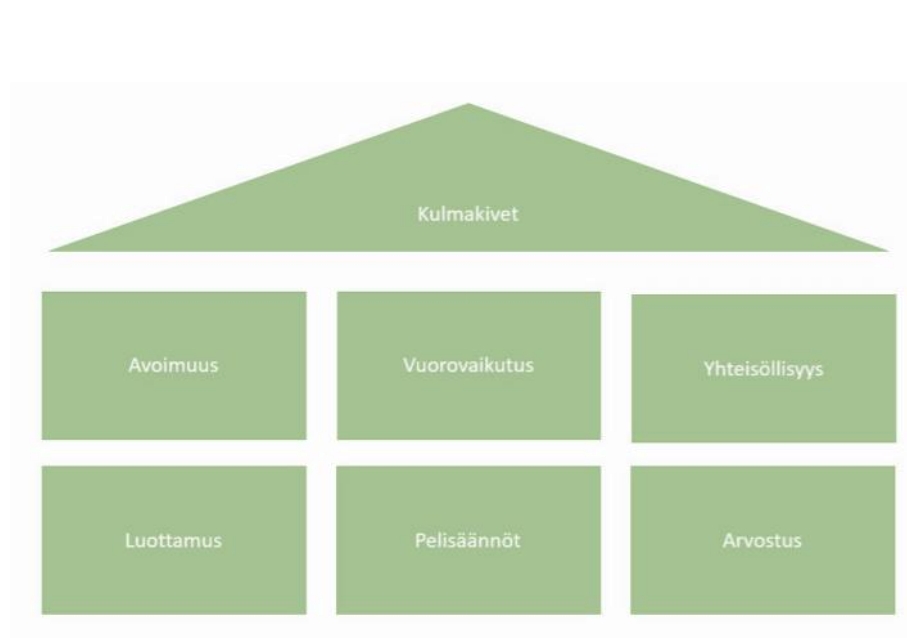 Kulmakivet
Avoimuus
Vuorovaikutus
Yhteisöllisyys
Luottamus
Pelisäännöt
Arvostus